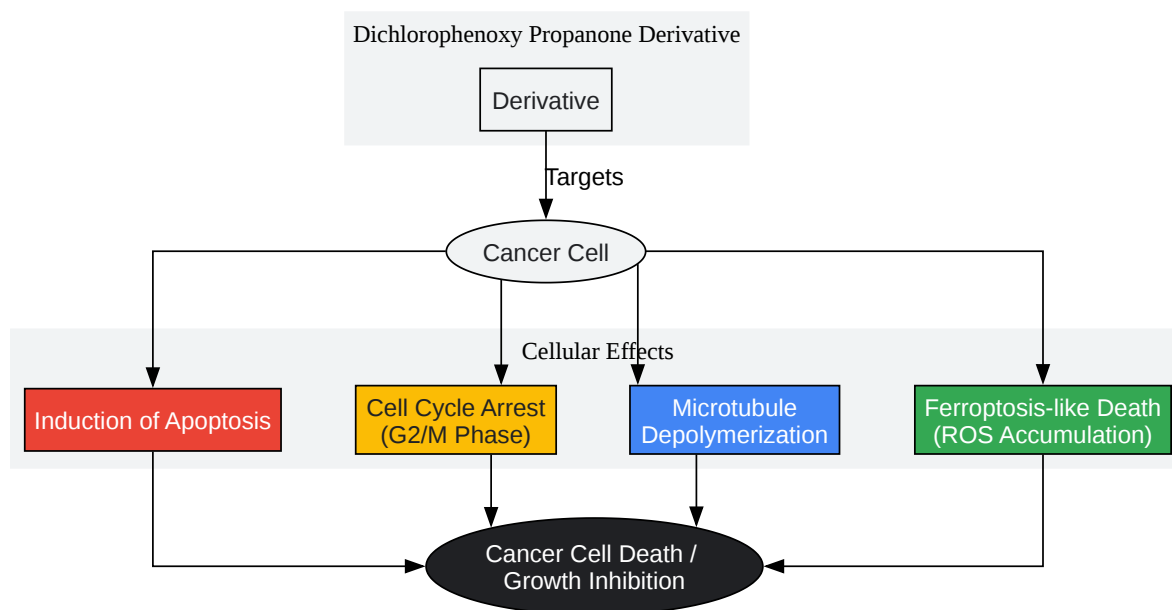 Dichlorophenoxy Propanone Derivative
Derivative
Targets
Cancer Cell
Cellular Effects
Induction of Apoptosis
Cell Cycle Arrest
(G2/M Phase)
Microtubule
Depolymerization
Ferroptosis-like Death
(ROS Accumulation)
Cancer Cell Death /
Growth Inhibition